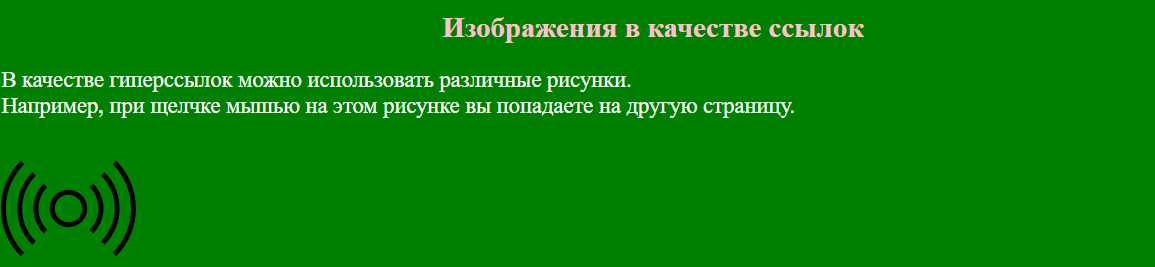 Изображения в качестве ссылок
В качестве гиперссылок можно использовать различные рисунки.
Например, при щелчке мышью на этом рисунке вы попадаете на другую страницу.